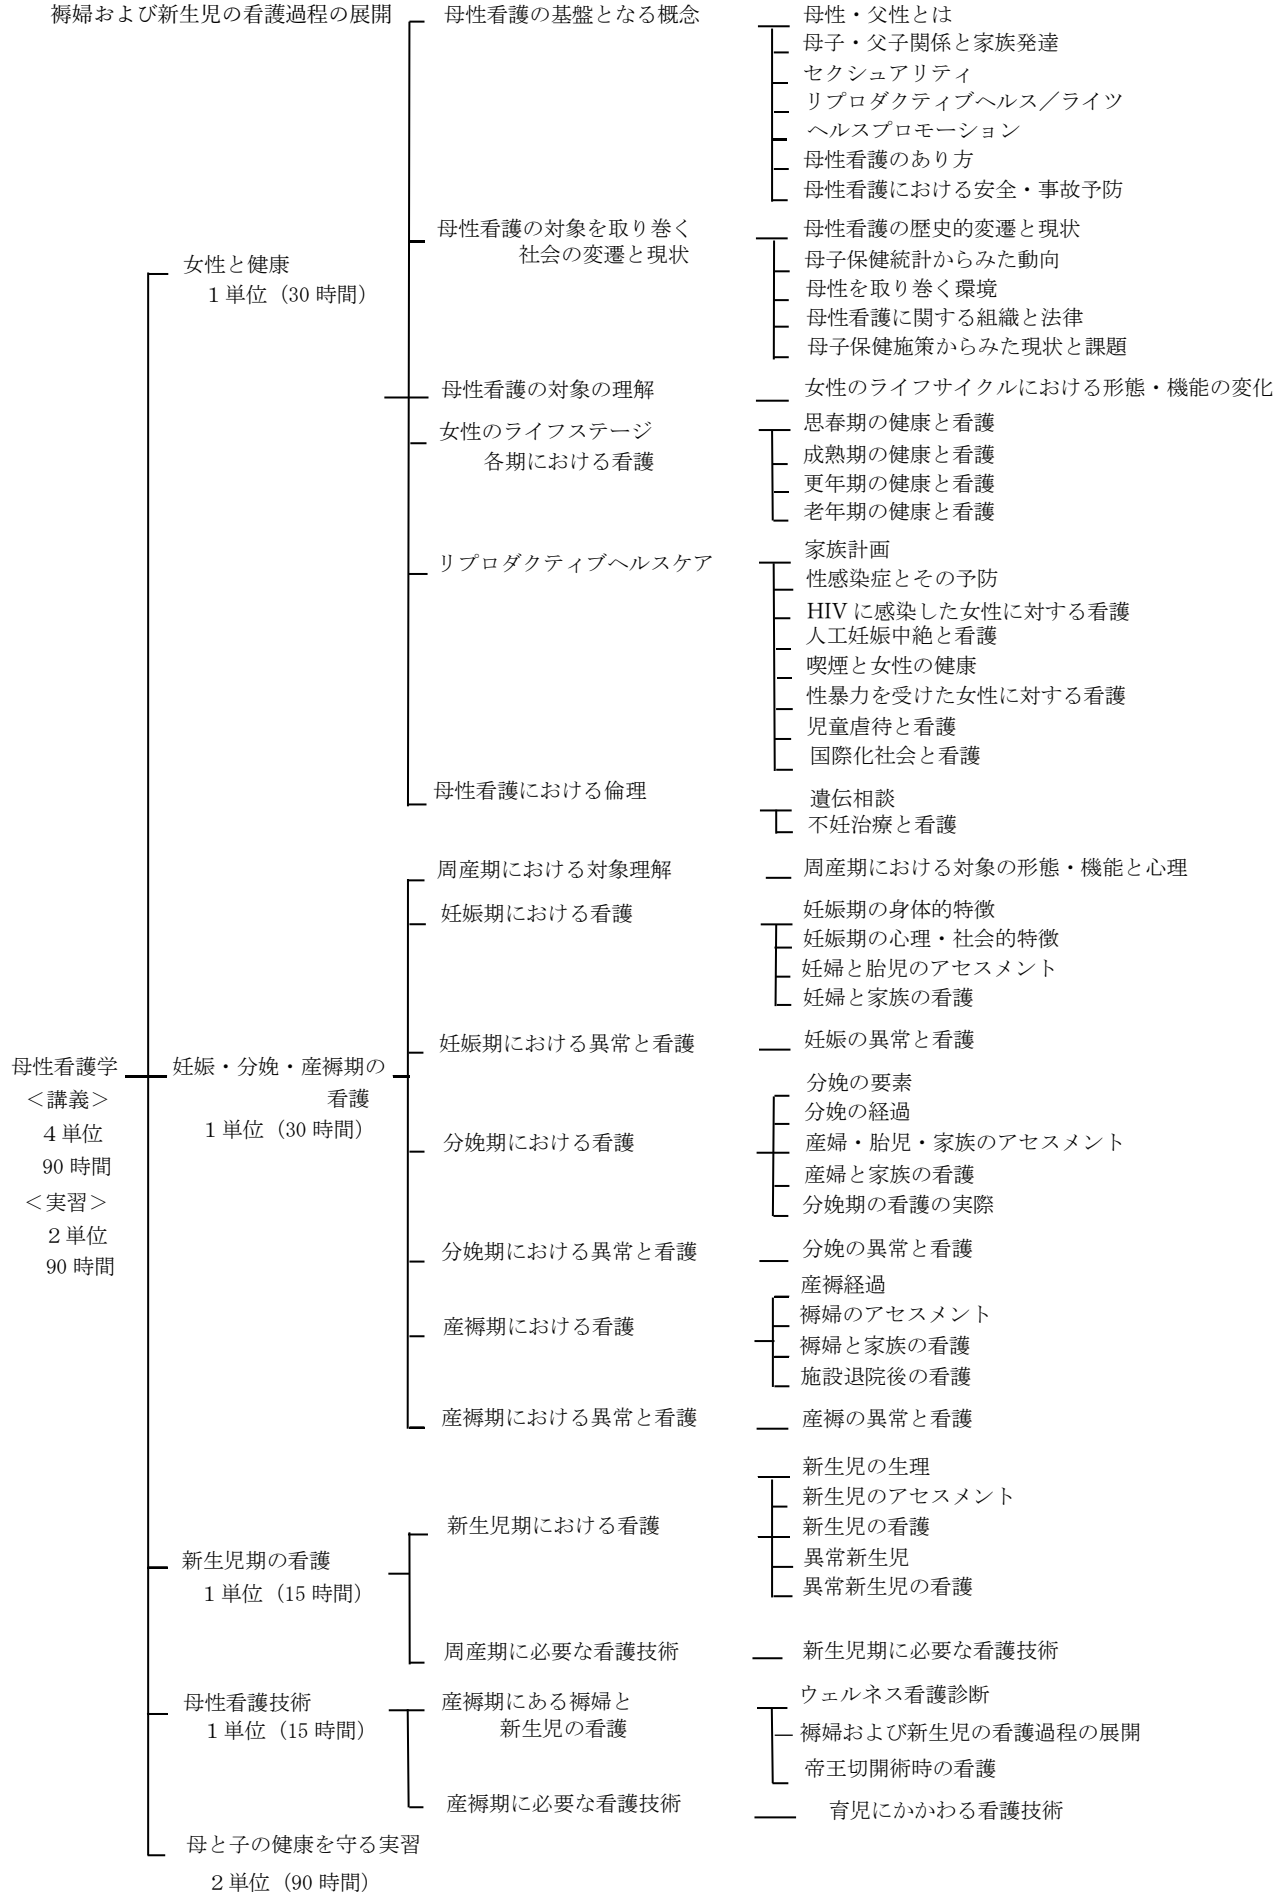 褥婦および新生児の看護過程の展開
母性看護学
＜講義＞
４単位
90 時間
＜実習＞
２単位
90 時間
女性と健康
１単位（30 時間）
母性看護の基盤となる概念
母性・父性とは
母子・父子関係と家族発達
セクシュアリティ
リプロダクティブヘルス／ライツ
ヘルスプロモーション
母性看護のあり方
母性看護における安全・事故予防
母性看護の対象を取り巻く
社会の変遷と現状
母性看護の歴史的変遷と現状
母子保健統計からみた動向
母性を取り巻く環境
母性看護に関する組織と法律
母子保健施策からみた現状と課題
母性看護の対象の理解
女性のライフサイクルにおける形態・機能の変化
女性のライフステージ
各期における看護
思春期の健康と看護
成熟期の健康と看護
更年期の健康と看護
老年期の健康と看護
リプロダクティブヘルスケア
家族計画
性感染症とその予防
HIV に感染した女性に対する看護
人工妊娠中絶と看護
喫煙と女性の健康
性暴力を受けた女性に対する看護
児童虐待と看護
国際化社会と看護
母性看護における倫理
遺伝相談
不妊治療と看護
妊娠・分娩・産褥期の
看護
１単位（30 時間）
周産期における対象理解
周産期における対象の形態・機能と心理
妊娠期における看護
妊娠期の身体的特徴
妊娠期の心理・社会的特徴
妊婦と胎児のアセスメント
妊婦と家族の看護
妊娠期における異常と看護
妊娠の異常と看護
分娩期における看護
分娩の要素
分娩の経過
産婦・胎児・家族のアセスメント
産婦と家族の看護
分娩期の看護の実際
分娩期における異常と看護
分娩の異常と看護
産褥期における看護
産褥経過
褥婦のアセスメント
褥婦と家族の看護
施設退院後の看護
産褥期における異常と看護
産褥の異常と看護
新生児期の看護
１単位（15 時間）
新生児期における看護
新生児の生理
新生児のアセスメント
新生児の看護
異常新生児
異常新生児の看護
周産期に必要な看護技術
新生児期に必要な看護技術
母性看護技術
１単位（15 時間）
産褥期にある褥婦と
新生児の看護
ウェルネス看護診断
褥婦および新生児の看護過程の展開
帝王切開術時の看護
産褥期に必要な看護技術
育児にかかわる看護技術
母と子の健康を守る実習
２単位（90 時間）